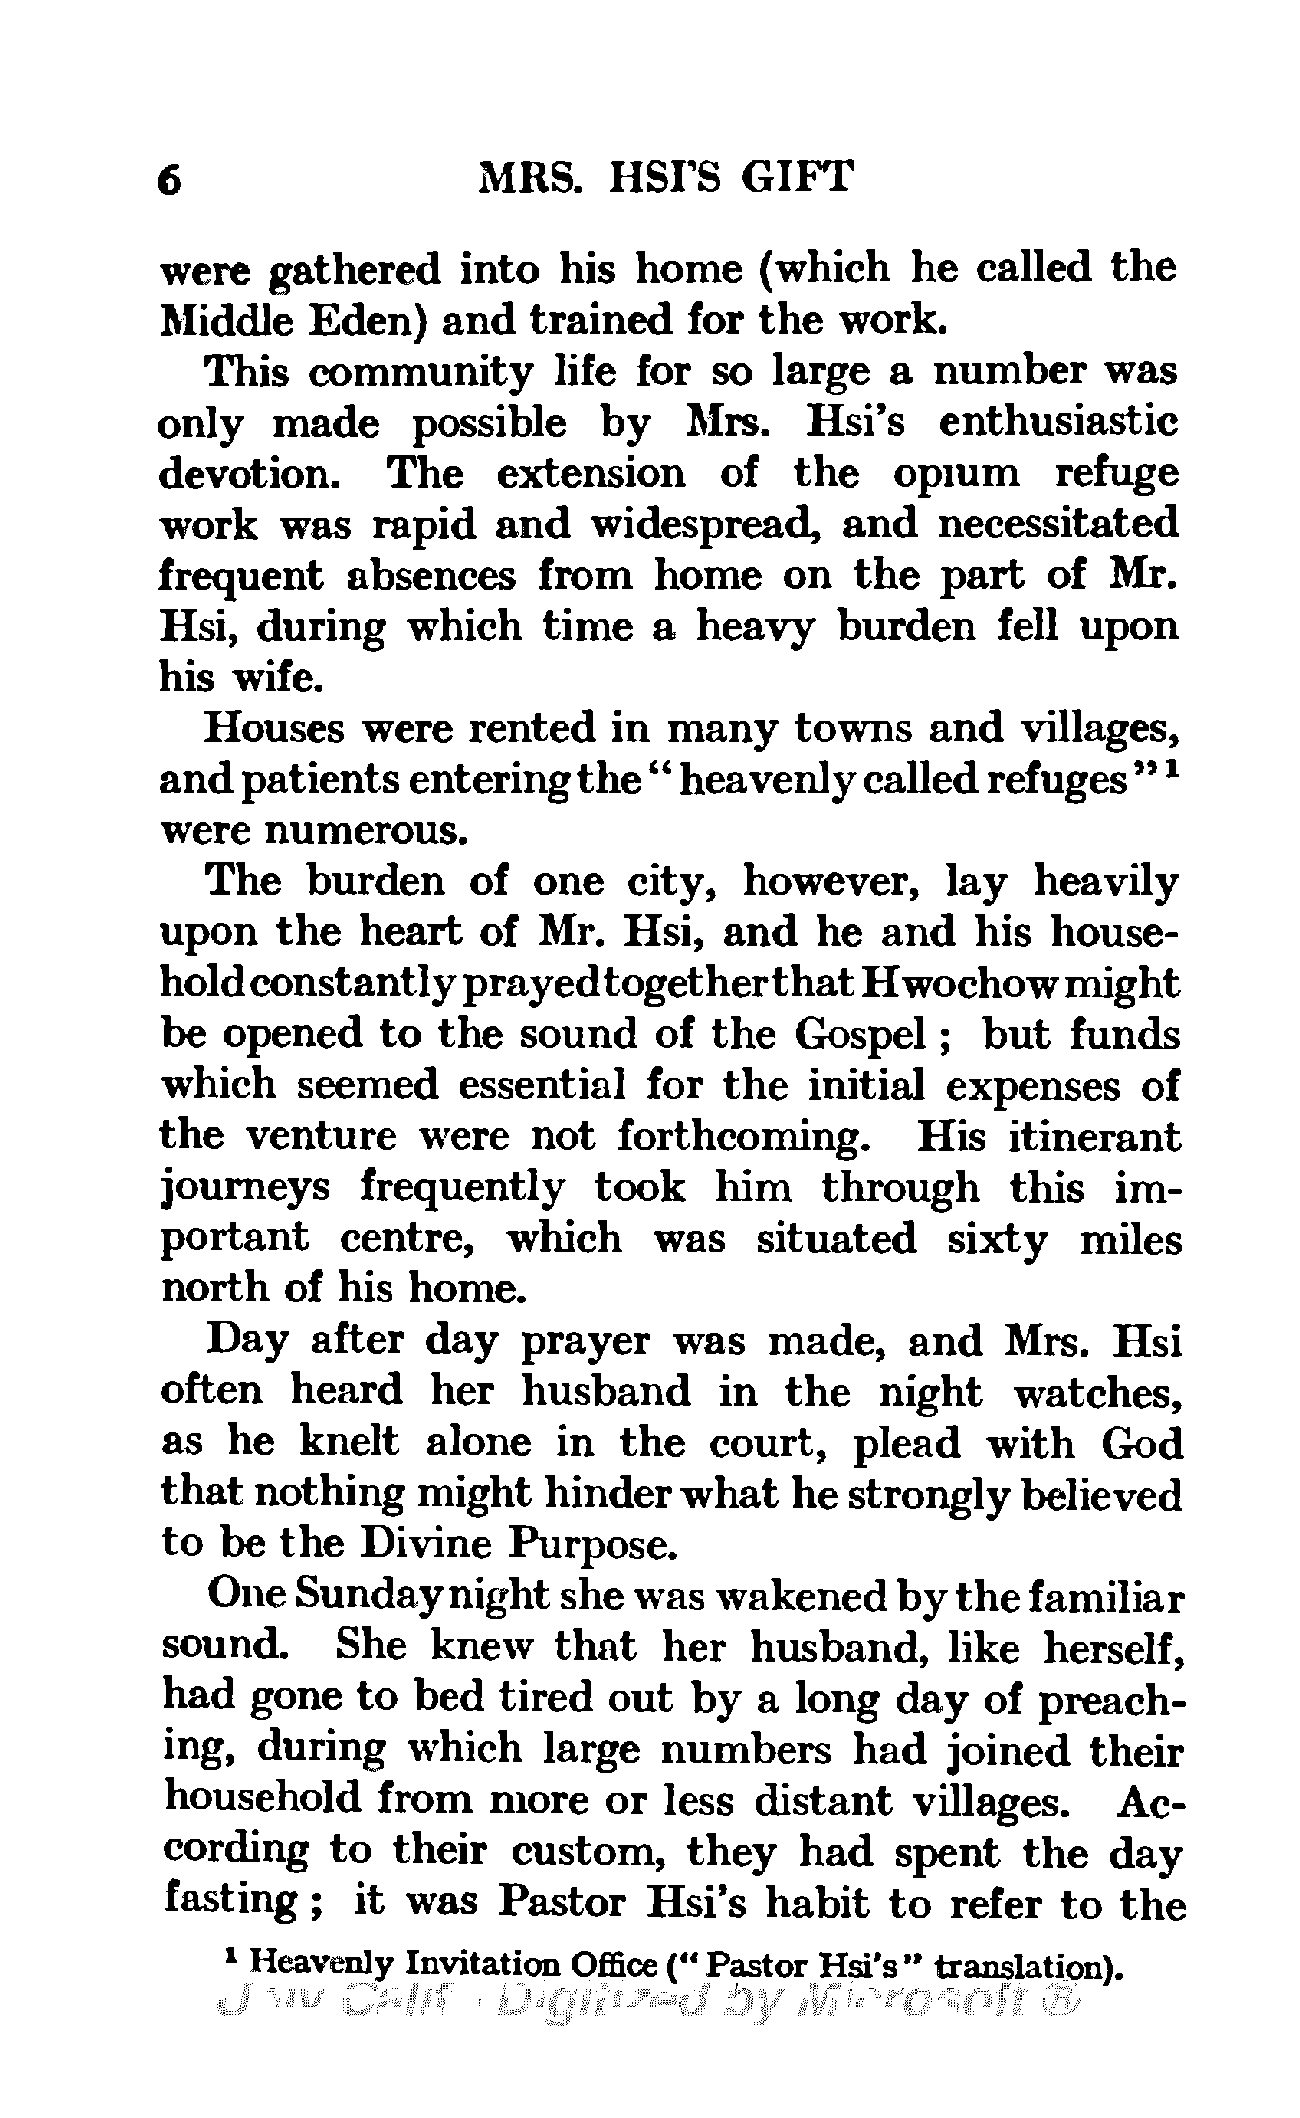 6 MRS. HSI'S GIFT
were gathered into his home (which he called the
Middle Eden) and trained for the work.
This community life for so large a number was
only made possible by Mrs. Hsi's enthusiastic
devotion. The extension of the opium refuge
work was rapid and widespread, and necessitated
frequent absences from home on the part of Mr.
Hsi, during which time a heavy burden fell upon
his wife.
Houses were rented in many towns and villages,
and patients entering the "heavenly called refuges" ¹
were numerous.
The burden of one city, however, lay heavily
upon the heart of Mr. Hsi, and he and his house-
hold constantly prayed together that Hwochow might
be opened to the sound of the Gospel ; but funds
which seemed essential for the initial expenses of
the venture were not forthcoming. His itinerant
journeys frequently took him through this im-
portant centre, which was situated sixty miles
north of his home.
Day after day prayer was made, and Mrs. Hsi
often heard her husband in the night watches,
as he knelt alone in the court, plead with God
that nothing might hinder what he strongly believed
to be the Divine Purpose.
One Sunday night she was wakened by the familiar
sound. She knew that her husband, like herself,
had gone to bed tired out by a long day of preach-
ing, during which large numbers had joined their
household from more or less distant villages. Ac-
cording to their custom, they had spent the day
fasting ; it was Pastor Hsi's habit to refer to the
¹ Heavenly Invitation Office ("Pastor Hsi's" translation).
Univ Calif - Digitized by Microsoft ®